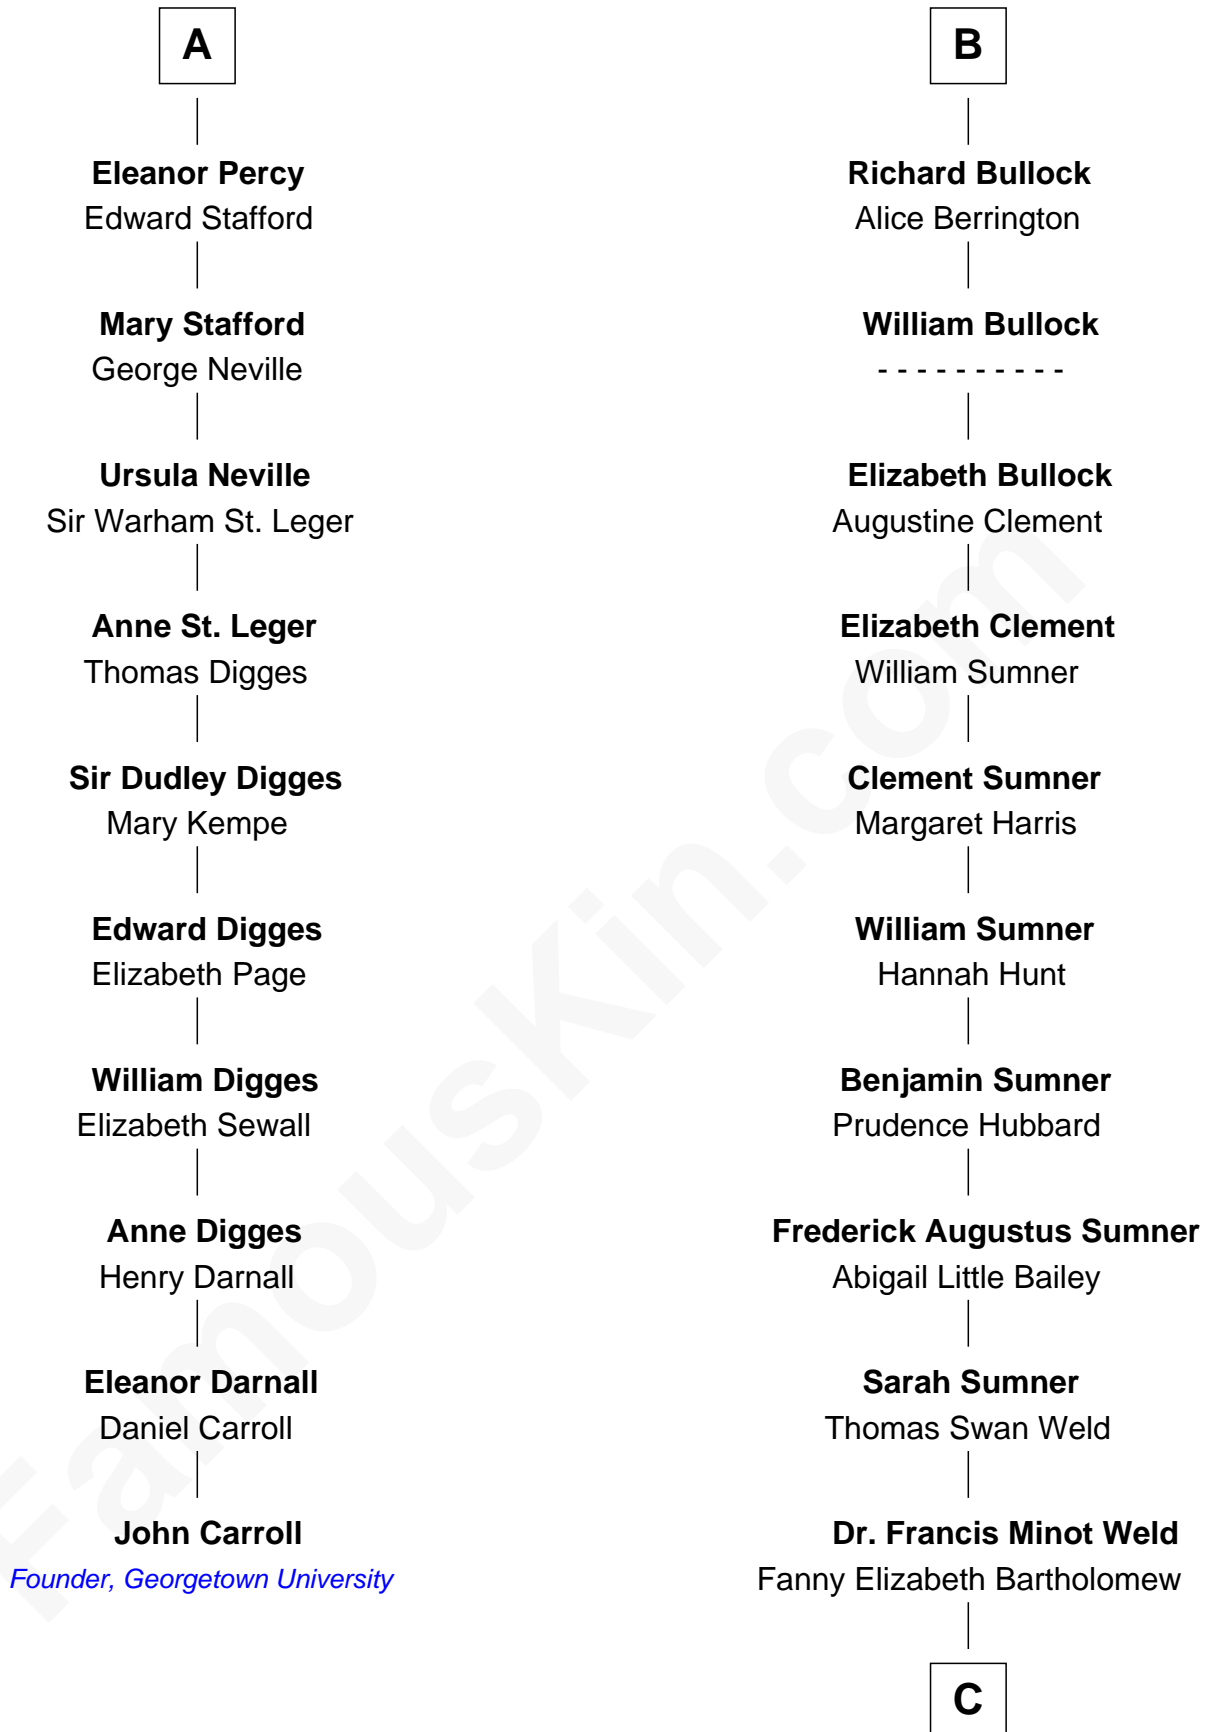 A
Eleanor Percy
Edward Stafford
Mary Stafford
George Neville
Ursula Neville
Sir Warham St. Leger
Anne St. Leger
Thomas Digges
Sir Dudley Digges
Mary Kempe
Edward Digges
Elizabeth Page
William Digges
Elizabeth Sewall
Anne Digges
Henry Darnall
Eleanor Darnall
Daniel Carroll
John Carroll
Founder, Georgetown University
B
Richard Bullock
Alice Berrington
William Bullock
- - - - - - - - - -
Elizabeth Bullock
Augustine Clement
Elizabeth Clement
William Sumner
Clement Sumner
Margaret Harris
William Sumner
Hannah Hunt
Benjamin Sumner
Prudence Hubbard
Frederick Augustus Sumner
Abigail Little Bailey
Sarah Sumner
Thomas Swan Weld
Dr. Francis Minot Weld
Fanny Elizabeth Bartholomew
C
FamousKin.com